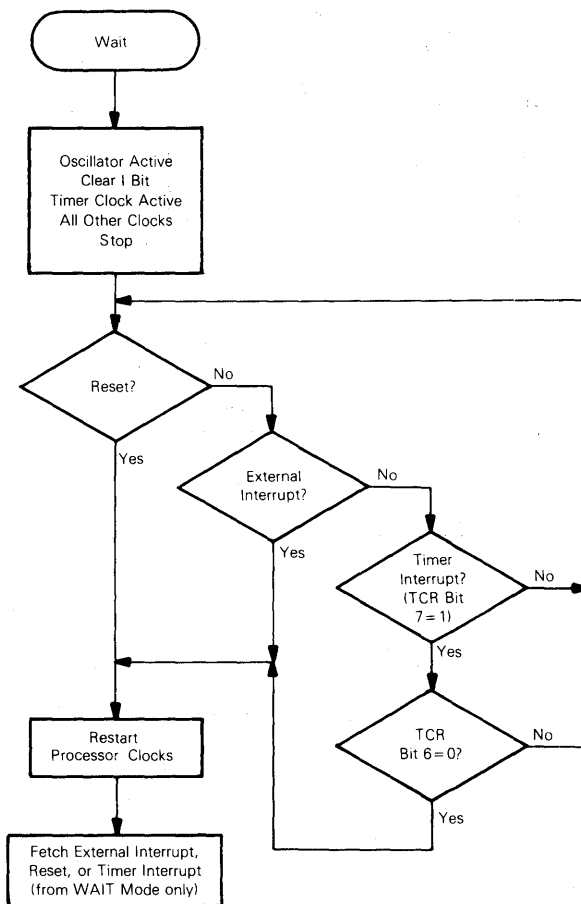 Wait
Oscillator Active
Clear I Bit
Timer Clock Active
All Other Clocks
Stop
Reset?
No
Yes
External
Interrupt?
No
Yes
Timer
Interrupt?
(TCR Bit
7=1)
No
Yes
TCR
Bit 6=0?
No
Yes
Restart
Processor Clocks
Fetch External Interrupt,
Reset, or Timer Interrupt
(from WAIT Mode only)